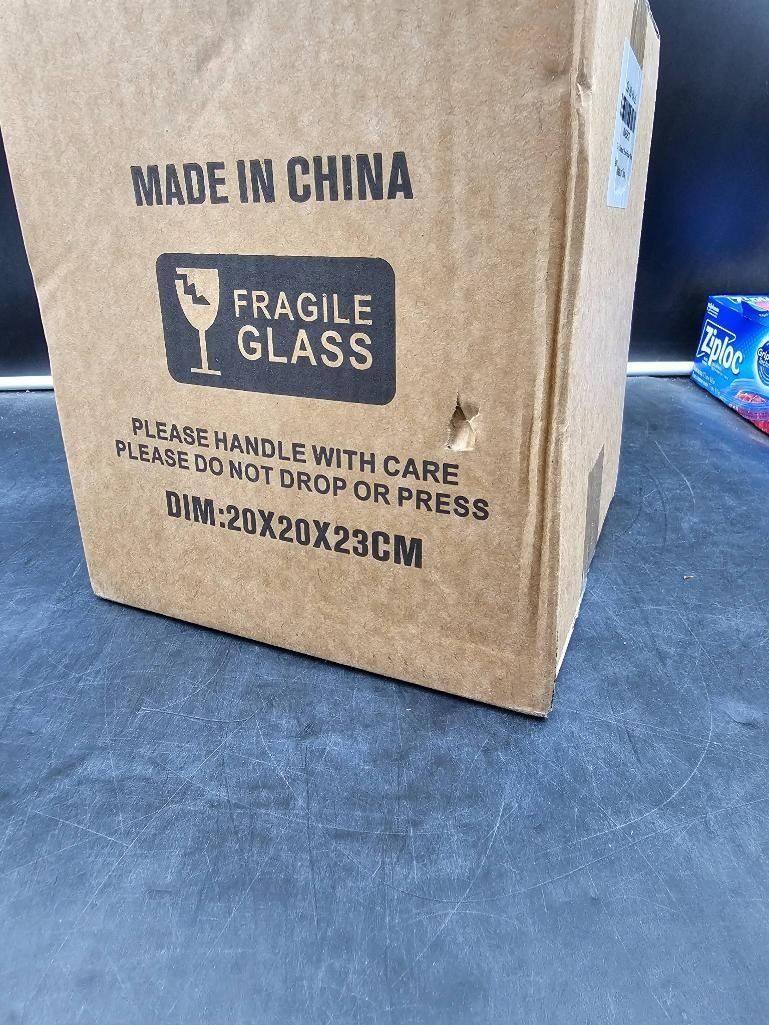 MADE IN CHINA
FRAGiLE
GLASS
PLEASE HANDLE WITH CARE
PLEASE DO NOT DROP OR PRESS
DIM:20X20X23CM
Ziploc